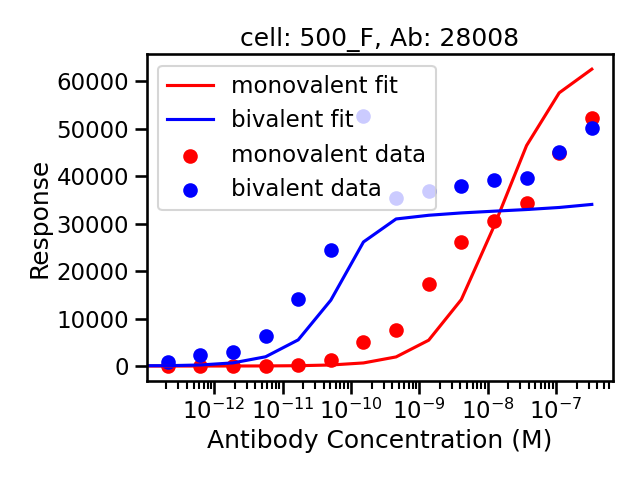 cell: 500_F, Ab: 28008
monovalent fit
bivalent fit
monovalent data
bivalent data
Response
60000
50000
40000
30000
20000
10000
0
10⁻¹² 10⁻¹¹ 10⁻¹⁰ 10⁻⁹ 10⁻⁸ 10⁻⁷
Antibody Concentration (M)